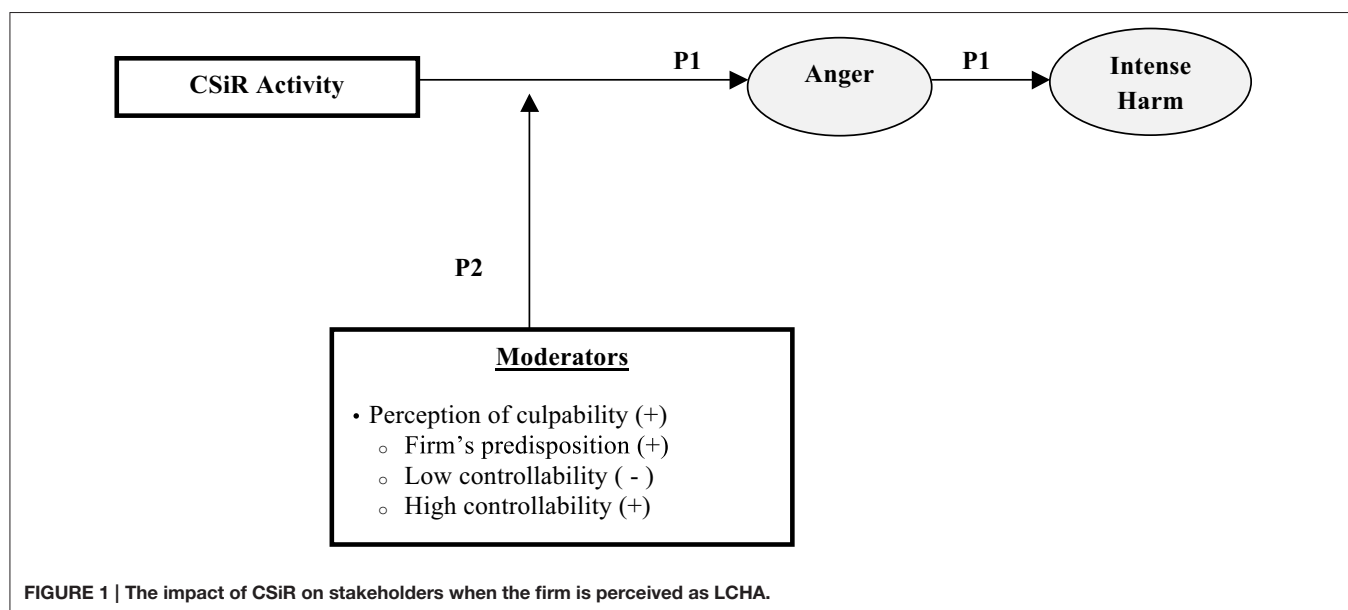 CSiR Activity
P1
Anger
P1
Intense
Harm
P2
Moderators
• Perception of culpability (+)
○ Firm's predisposition (+)
○ Low controllability ( - )
○ High controllability (+)
FIGURE 1 | The impact of CSiR on stakeholders when the firm is perceived as LCHA.